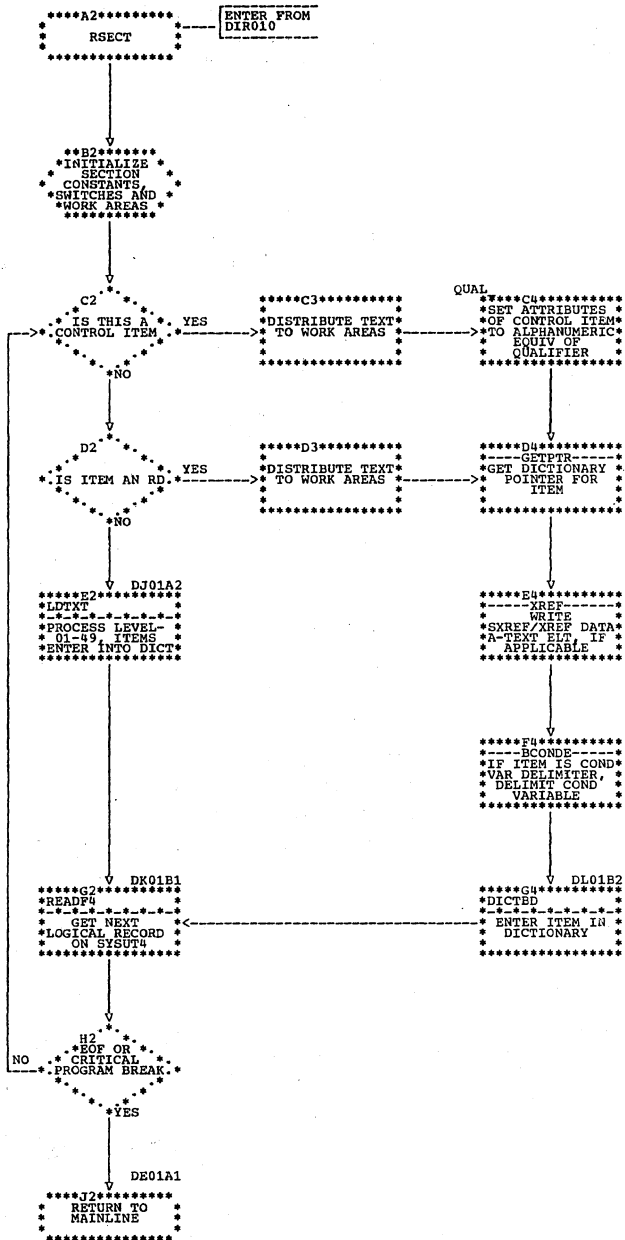 A2
RSECT
ENTER FROM
DIR010
B2
INITIALIZE
SECTION
CONSTANTS,
SWITCHES AND
WORK AREAS
C2
IS THIS A
CONTROL ITEM
YES
NO
C3
DISTRIBUTE TEXT
TO WORK AREAS
QUAL
C4
SET ATTRIBUTES
OF CONTROL ITEM
TO ALPHANUMERIC
EQUIV OF
QUALIFIER
D2
IS ITEM AN RD
YES
NO
D3
DISTRIBUTE TEXT
TO WORK AREAS
D4
GETPTR
GET DICTIONARY
POINTER FOR
ITEM
DJ01A2
E2
LDTXT
PROCESS LEVEL-
01-49, ITEMS
ENTER INTO DICT
E4
XREF
WRITE
SXREF/XREF DATA
A-TEXT ELT, IF
APPLICABLE
F4
BCONDE
IF ITEM IS COND
VAR DELIMITER,
DELIMIT COND
VARIABLE
DK01B1
G2
READF4
GET NEXT
LOGICAL RECORD
ON SYSUT4
DL01B2
G4
DICTBD
ENTER ITEM IN
DICTIONARY
H2
EOF OR
CRITICAL
PROGRAM BREAK
NO
YES
DE01A1
J2
RETURN TO
MAINLINE